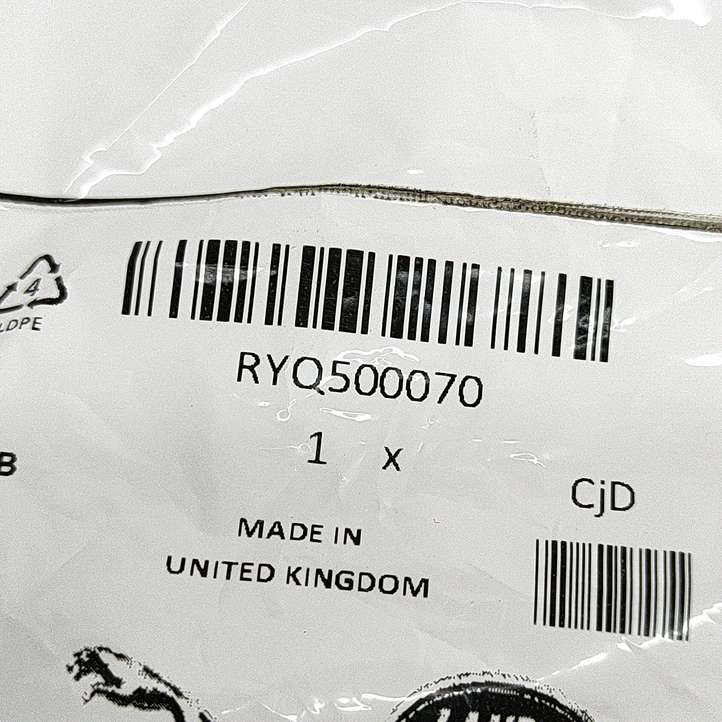 4
LDPE
RYQ500070
1 x
B
CjD
MADE IN
UNITED KINGDOM